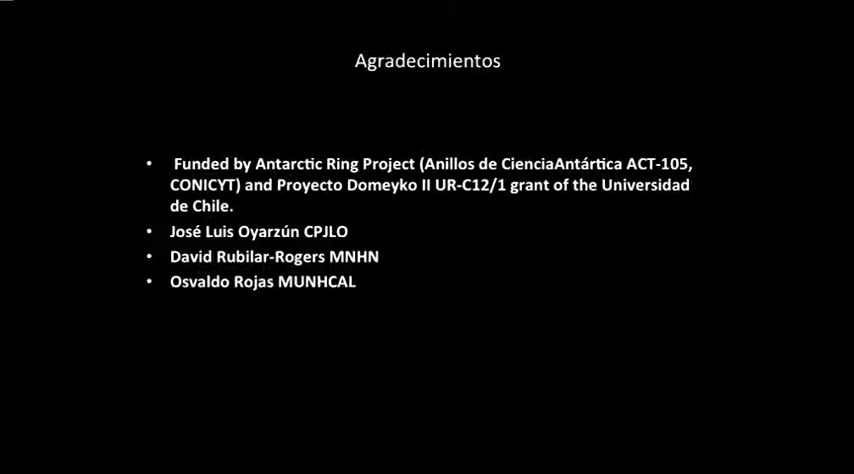 Agradecimientos
• Funded by Antarctic Ring Project (Anillos de CienciaAntártica ACT-105,
CONICYT) and Proyecto Domeyko II UR-C12/1 grant of the Universidad
de Chile.
• José Luis Oyarzún CPJLO
• David Rubilar-Rogers MNHN
• Osvaldo Rojas MUNHCAL